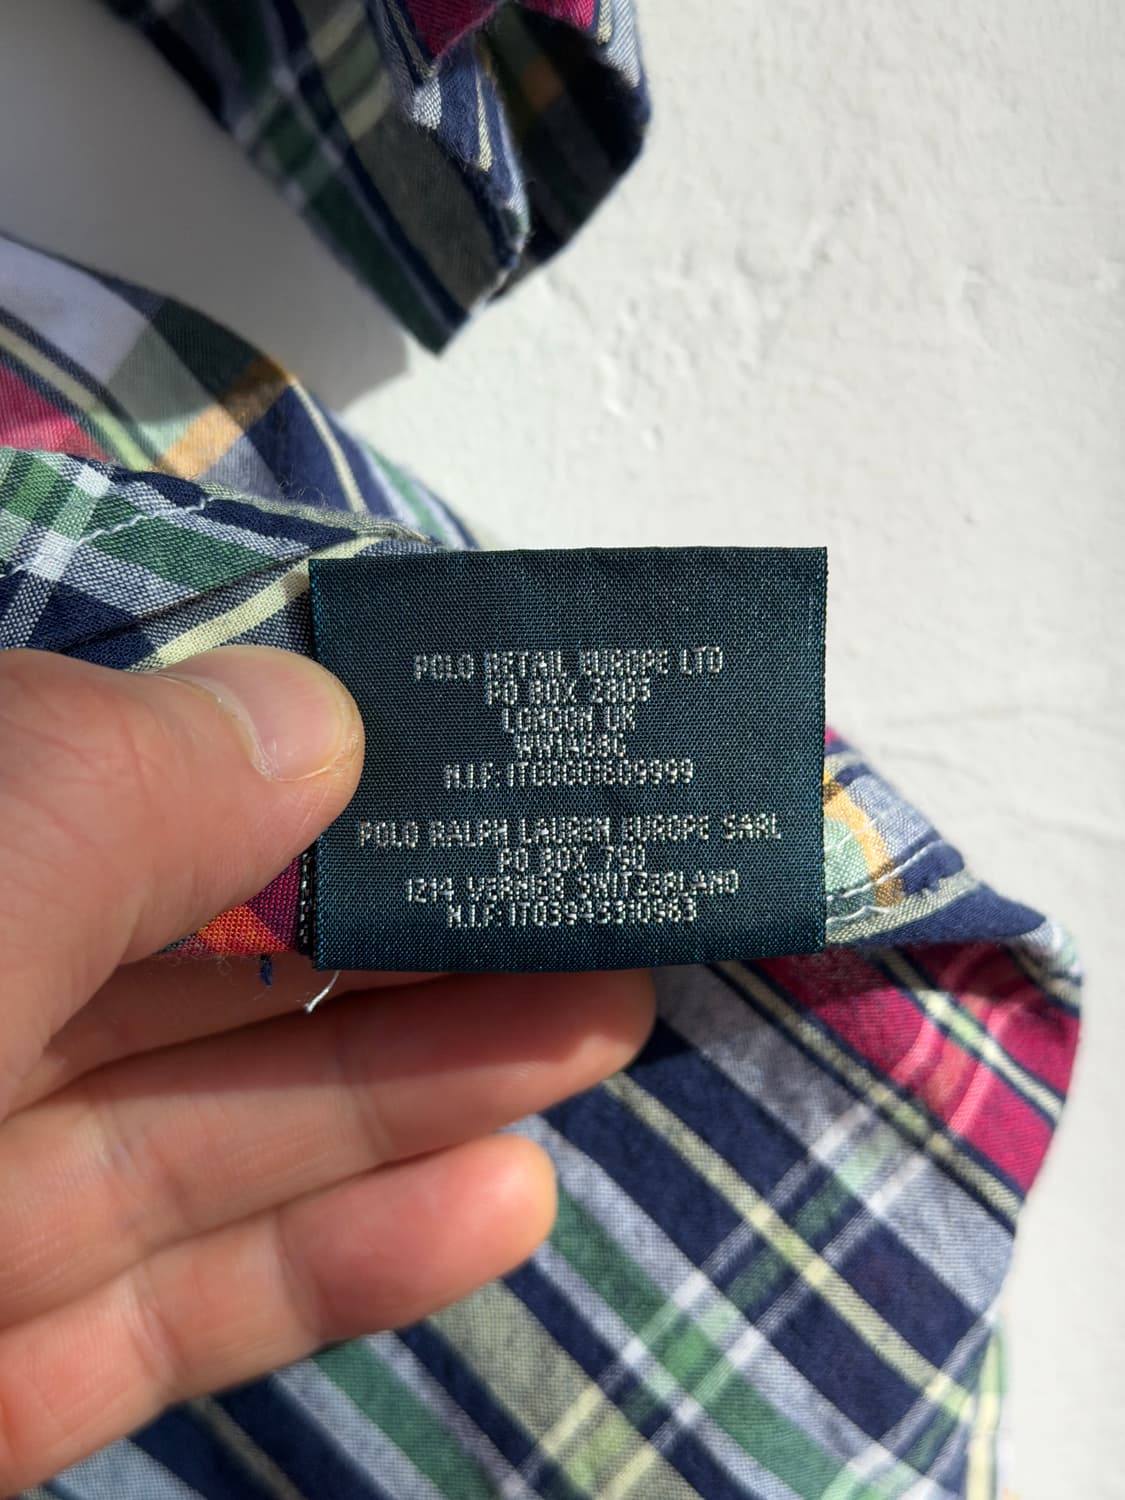 POLO RETAIL EUROPE LTD
PO BOX 2805
LONDON UK
N.I.F.
POLO RALPH LAUREN EUROPE SARL
PO BOX 790
1214 VERNIER SWITZERLAND
N.I.F.